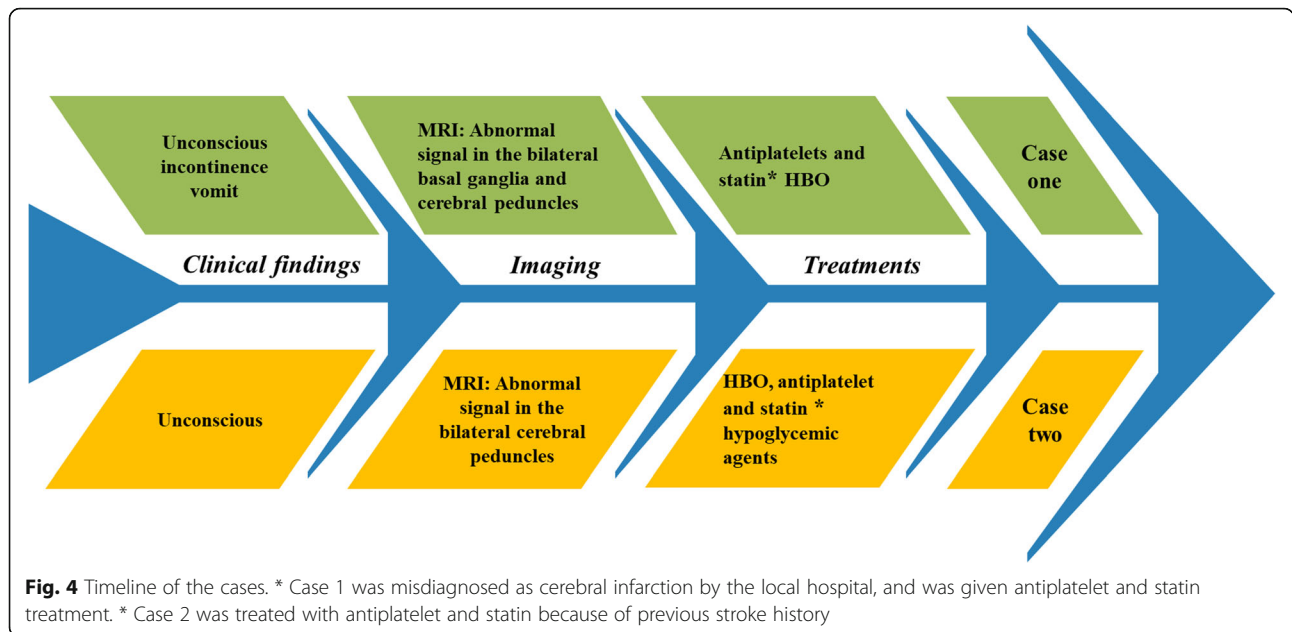 Unconscious
incontinence
vomit
MRI: Abnormal
signal in the bilateral
basal ganglia and
cerebral peduncles
Antiplatelets and
statin* HBO
Case
one
Clinical findings
Imaging
Treatments
Unconscious
MRI: Abnormal
signal in the
bilateral cerebral
peduncles
HBO, antiplatelet
and statin *
hypoglycemic
agents
Case
two
Fig. 4 Timeline of the cases. * Case 1 was misdiagnosed as cerebral infarction by the local hospital, and was given antiplatelet and statin
treatment. * Case 2 was treated with antiplatelet and statin because of previous stroke history